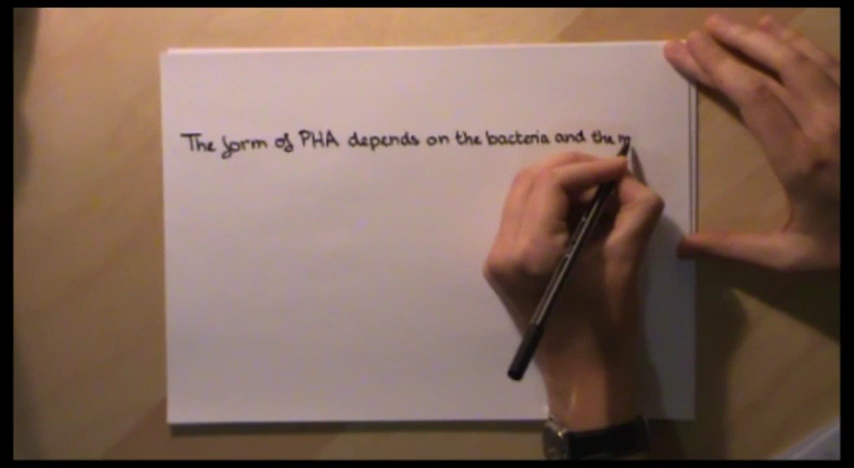 The form of PHA depends on the bacteria and the m